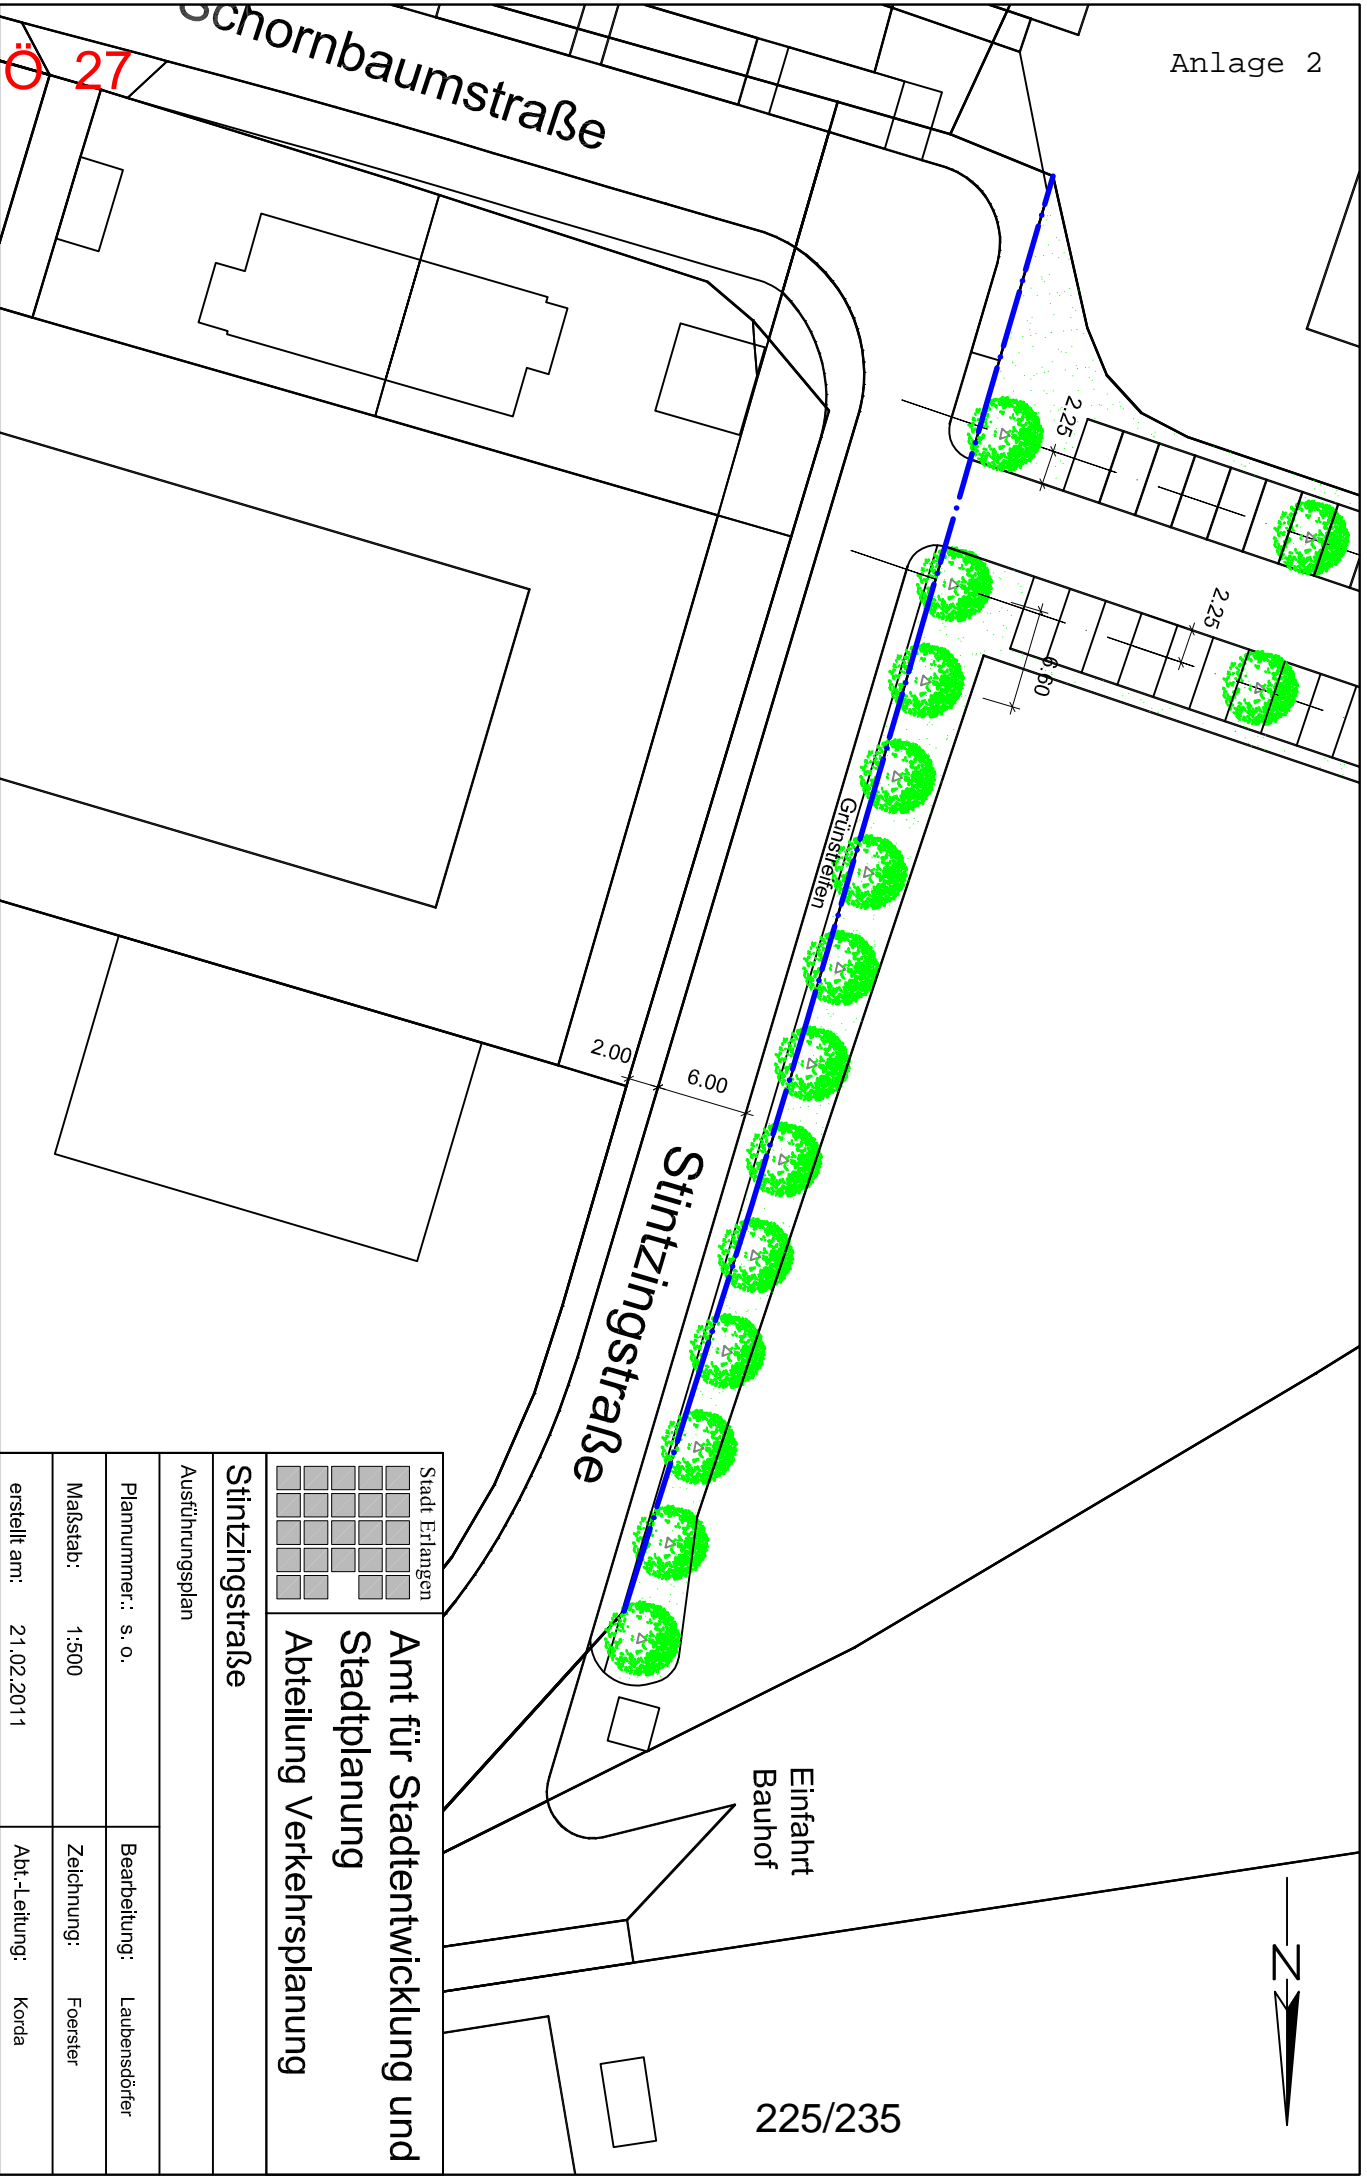 Anlage 2
Ö 27
Schornbaumstraße
2.25
2.25
6.60
Grünstreifen
2.00
6.00
Stintzingstraße
Einfahrt
Bauhof
N
225/235
Stadt Erlangen
Amt für Stadtentwicklung und
Stadtplanung
Abteilung Verkehrsplanung
Stintzingstraße
Ausführungsplan
Plannummer.: s. o.
Bearbeitung: Laubensdörfer
Maßstab: 1:500
Zeichnung: Foerster
erstellt am: 21.02.2011
Abt.-Leitung: Korda